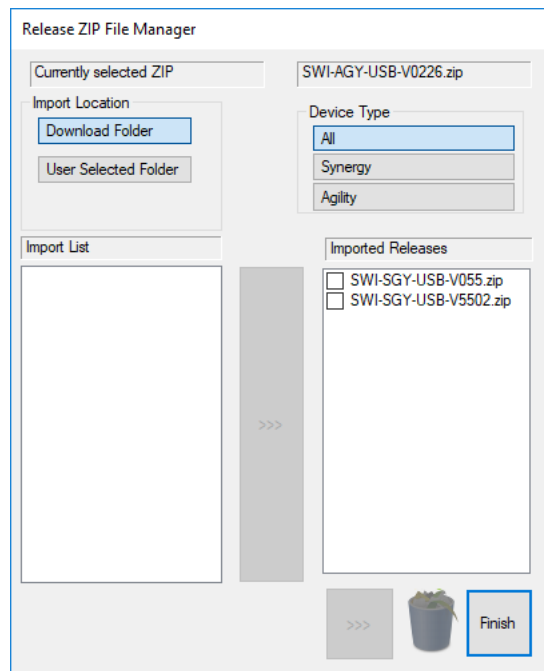 Release ZIP File Manager
Currently selected ZIP
SWI-AGY-USB-V0226.zip
Import Location
Download Folder
User Selected Folder
Device Type
All
Synergy
Agility
Import List
Imported Releases
SWI-SGY-USB-V055.zip
SWI-SGY-USB-V5502.zip
>>>
>>>
Finish